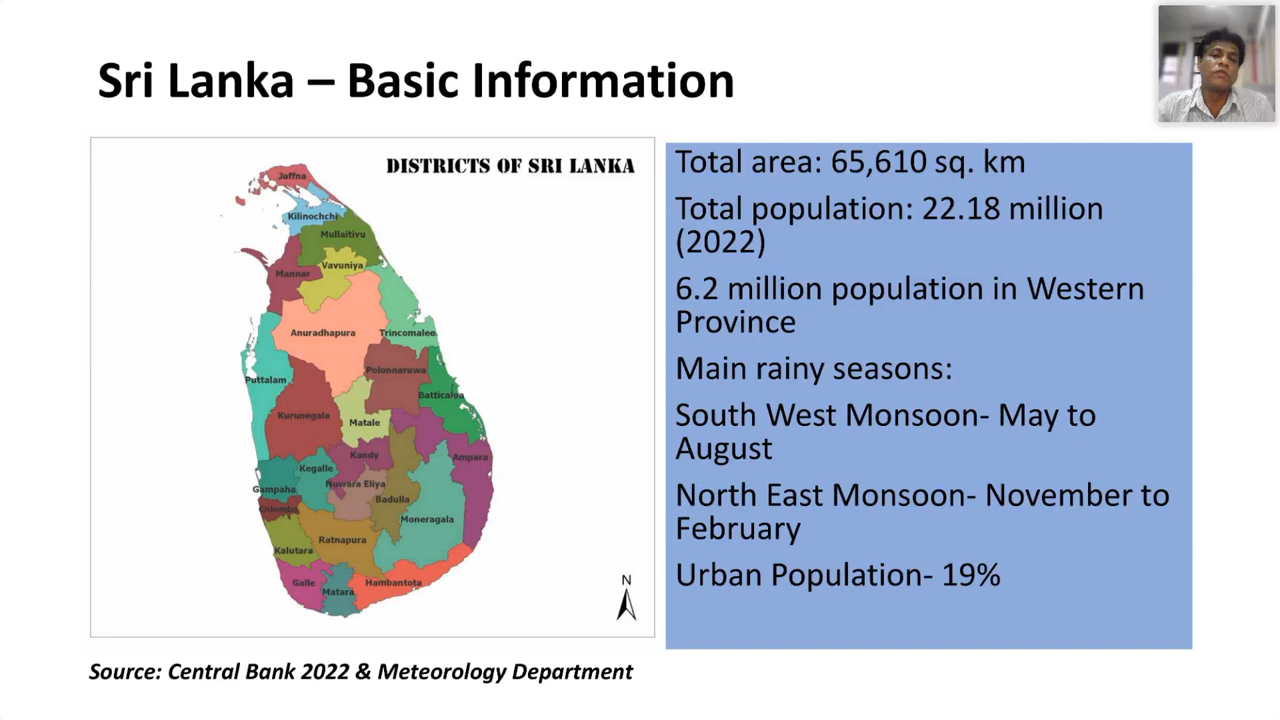 Sri Lanka – Basic Information
DISTRICTS OF SRI LANKA
Jaffna
Kilinochchi
Mullaitivu
Vavuniya
Mannar
Anuradhapura
Trincomalee
Polonnaruwa
Puttalam
Batticaloa
Kurunegala
Matale
Kandy
Ampara
Kegalle
Nuwara Eliya
Gampaha
Badulla
Colombo
Moneragala
Ratnapura
Kalutara
Galle
Hambantota
Matara
N
Total area: 65,610 sq. km
Total population: 22.18 million
(2022)
6.2 million population in Western
Province
Main rainy seasons:
South West Monsoon- May to
August
North East Monsoon- November to
February
Urban Population- 19%
Source: Central Bank 2022 & Meteorology Department